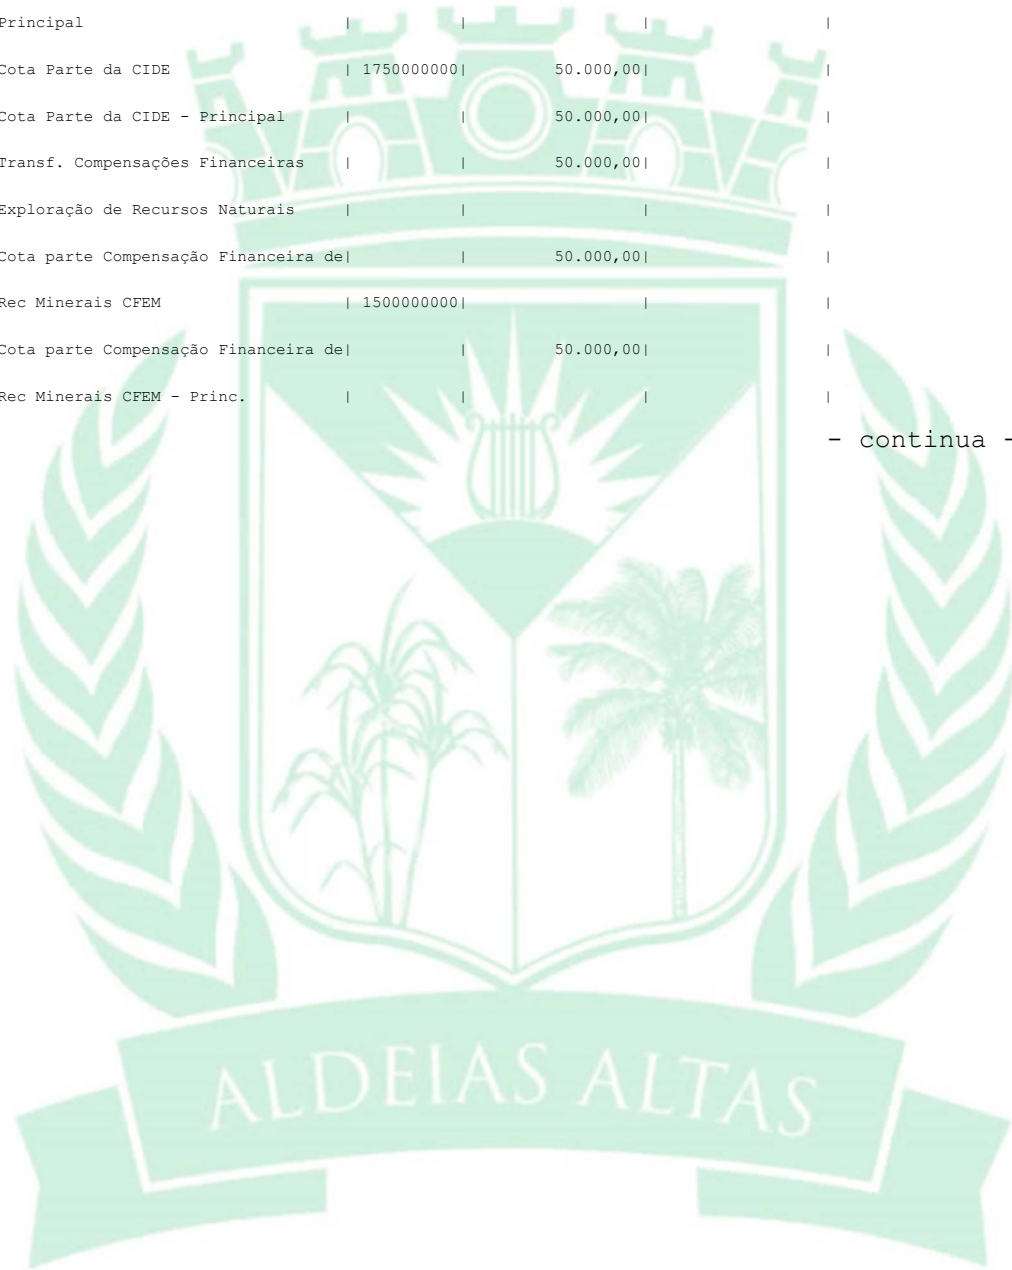 Principal | | | |
Cota Parte da CIDE | 1750000000| 50.000,00| |
Cota Parte da CIDE - Principal | | 50.000,00| |
Transf. Compensações Financeiras | | 50.000,00| |
Exploração de Recursos Naturais | | | |
Cota parte Compensação Financeira de| | 50.000,00| |
Rec Minerais CFEM | 1500000000| | |
Cota parte Compensação Financeira de| | 50.000,00| |
Rec Minerais CFEM - Princ. | | | |
- continua -
ALDEIAS ALTAS